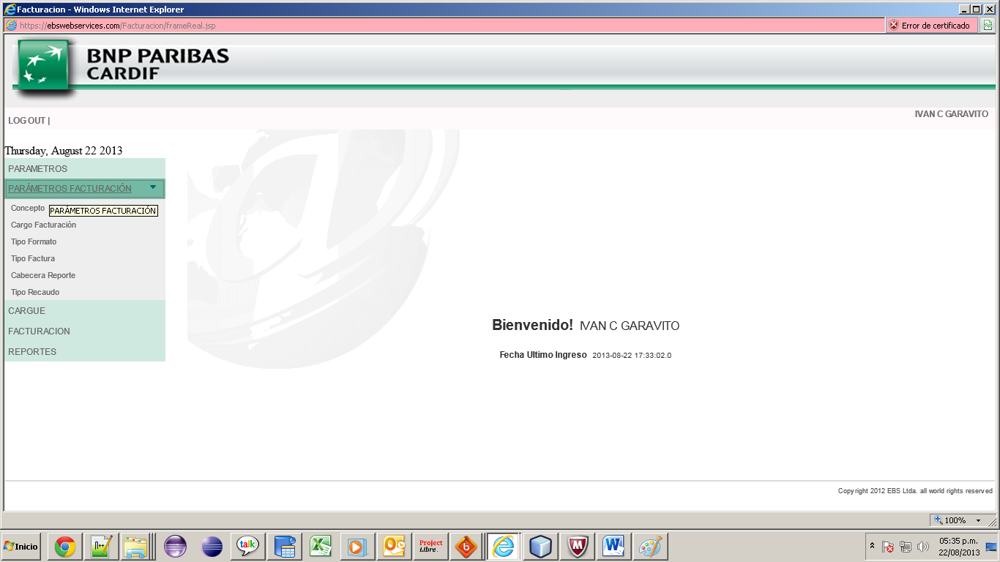 Facturacion - Windows Internet Explorer
https://ebswebservices.com/Facturacion/frameReal.jsp
Error de certificado
BNP PARIBAS
CARDIF
LOG OUT |
IVAN C GARAVITO
Thursday, August 22 2013
PARAMETROS
PARÁMETROS FACTURACIÓN
Concepto
PARÁMETROS FACTURACIÓN
Cargo Facturación
Tipo Formato
Tipo Factura
Cabecera Reporte
Tipo Recaudo
CARGUE
FACTURACION
REPORTES
Bienvenido! IVAN C GARAVITO
Fecha Ultimo Ingreso 2013-08-22 17:33:02.0
Copyright 2012 EBS Ltda. all world rights reserved
100%
Inicio
talk
Project
Libre.
05:35 p.m.
22/08/2013